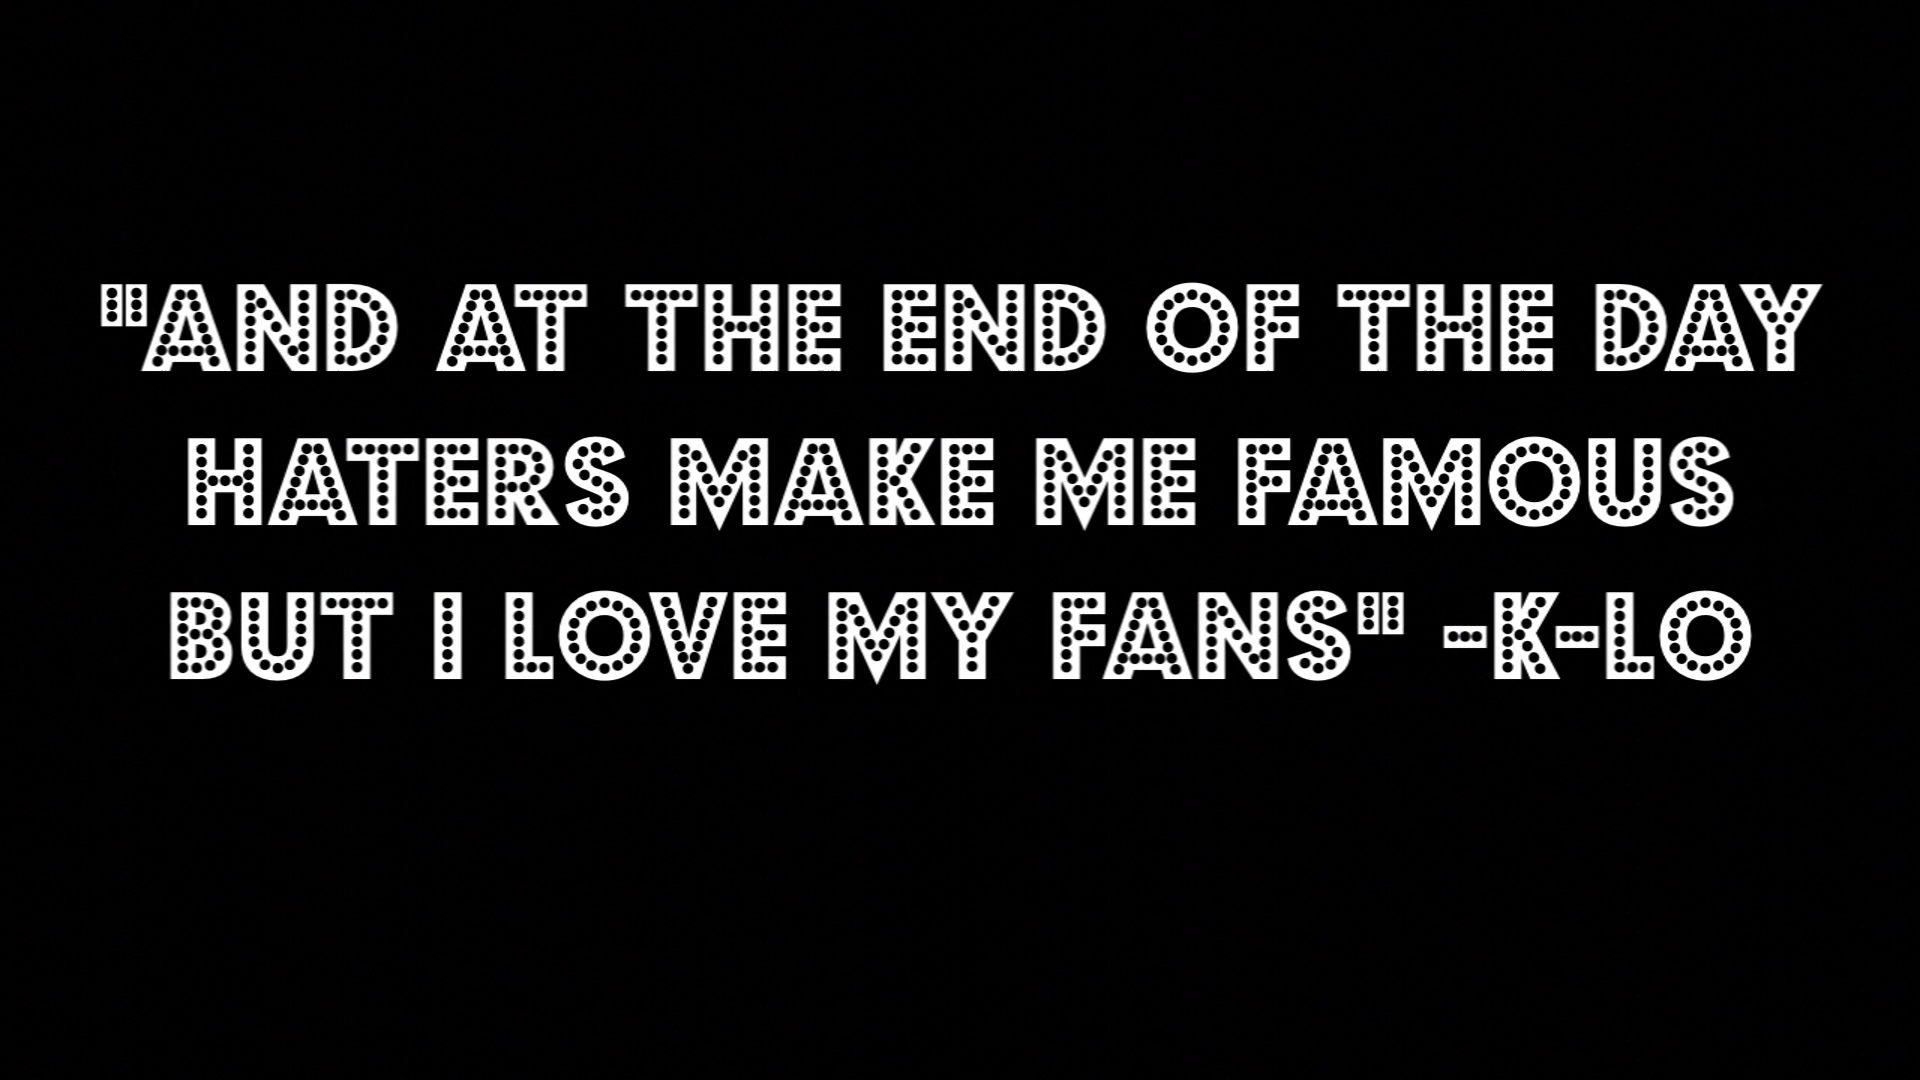 "AND AT THE END OF THE DAY
HATERS MAKE ME FAMOUS
BUT I LOVE MY FANS" -K-LO